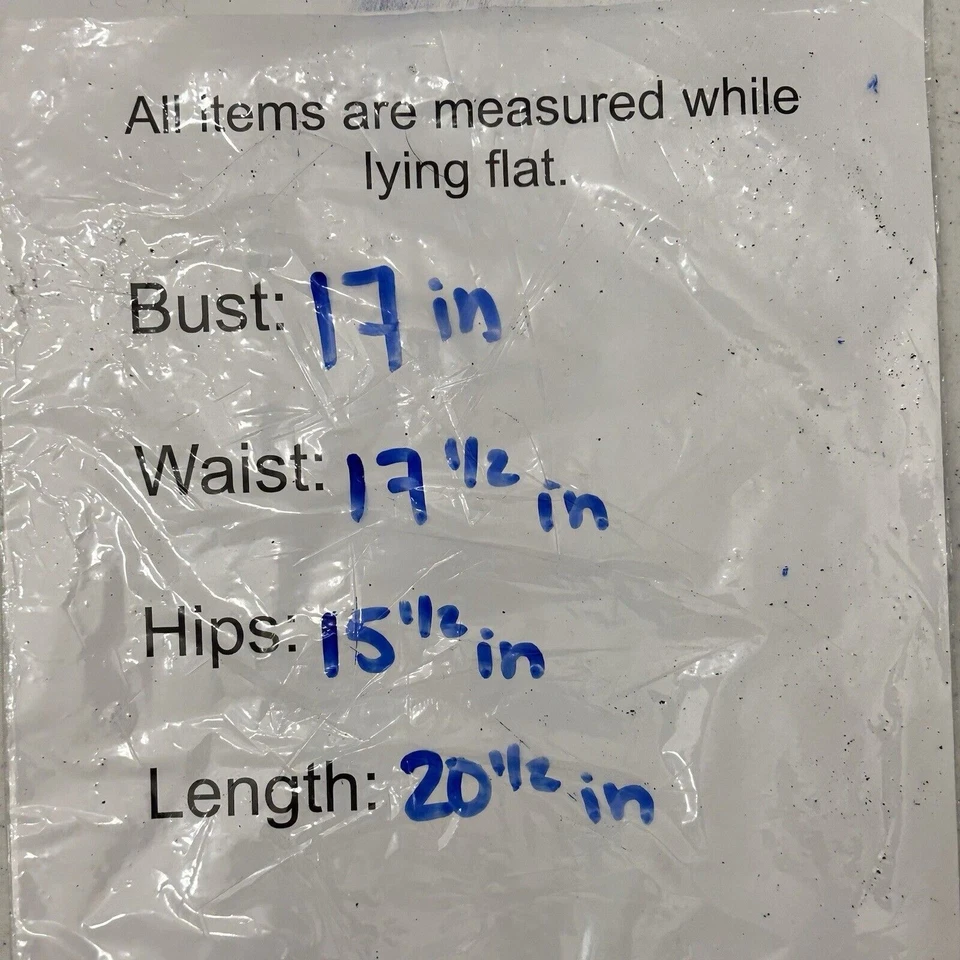 All items are measured while
lying flat.
Bust: 17 in
Waist: 17 1/2 in
Hips: 15 1/2 in
Length: 20 1/2 in